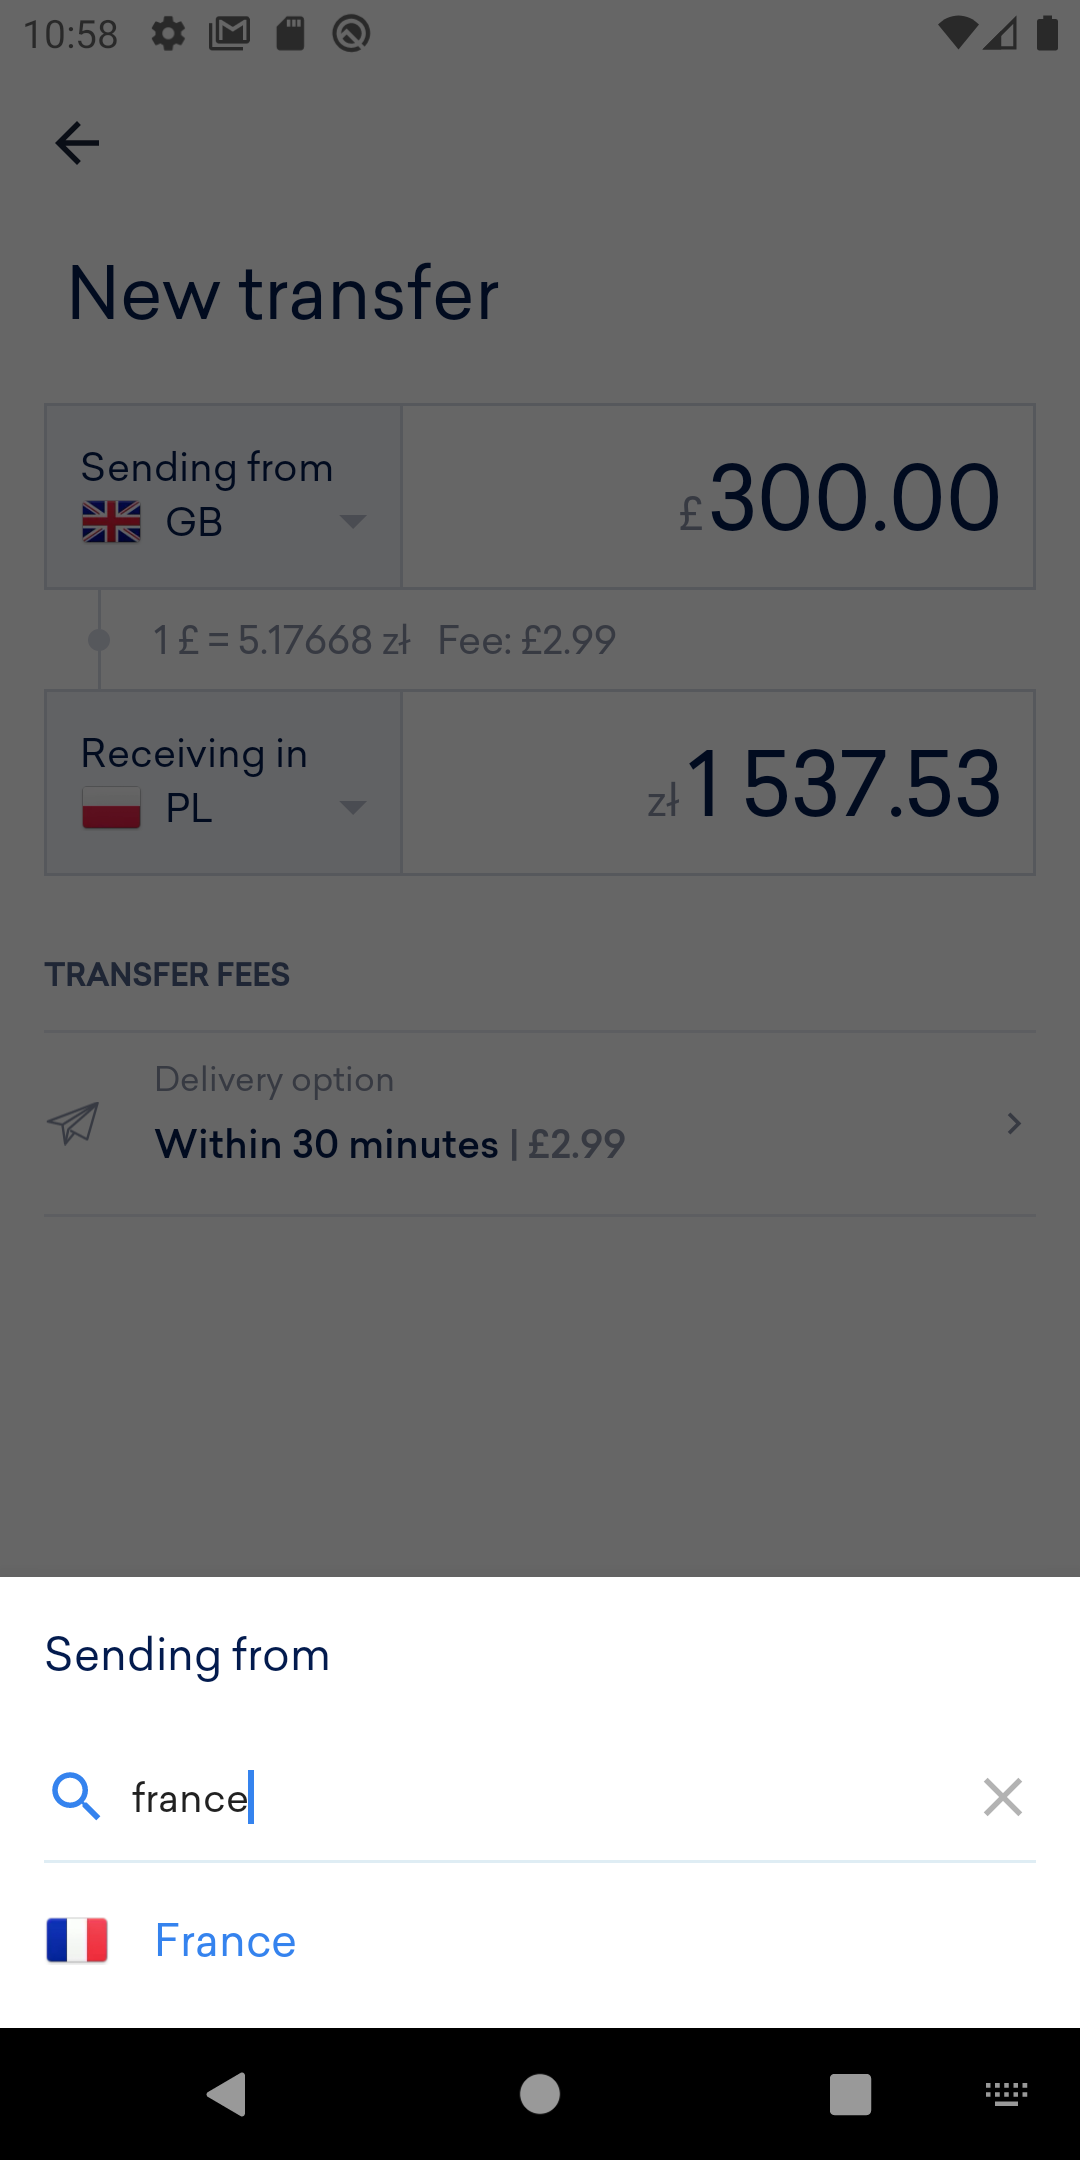 10:58
New transfer
Sending from
GB
£300.00
1 £ = 5.17668 zł Fee: £2.99
Receiving in
PL
zł1 537.53
TRANSFER FEES
Delivery option
Within 30 minutes | £2.99
Sending from
france
France